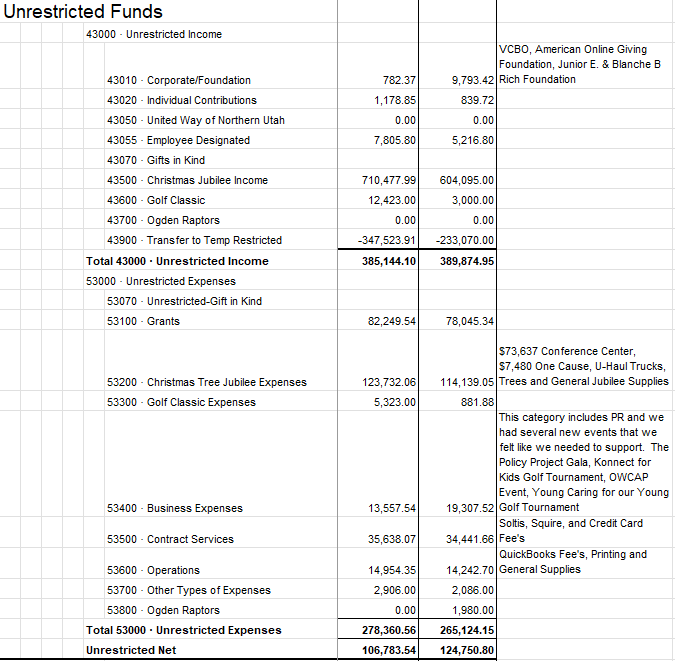 Unrestricted Funds
43000 · Unrestricted Income
VCBO, American Online Giving
Foundation, Junior E. & Blanche B
43010 · Corporate/Foundation 782.37 9,793.42 Rich Foundation
43020 · Individual Contributions 1,178.85 839.72
43050 · United Way of Northern Utah 0.00 0.00
43055 · Employee Designated 7,805.80 5,216.80
43070 · Gifts in Kind
43500 · Christmas Jubilee Income 710,477.99 604,095.00
43600 · Golf Classic 12,423.00 3,000.00
43700 · Ogden Raptors 0.00 0.00
43900 · Transfer to Temp Restricted -347,523.91 -233,070.00
Total 43000 · Unrestricted Income 385,144.10 389,874.95
53000 · Unrestricted Expenses
53070 · Unrestricted-Gift in Kind
53100 · Grants 82,249.54 78,045.34
$73,637 Conference Center,
$7,480 One Cause, U-Haul Trucks,
53200 · Christmas Tree Jubilee Expenses 123,732.06 114,139.05 Trees and General Jubilee Supplies
53300 · Golf Classic Expenses 5,323.00 881.88
This category includes PR and we
had several new events that we
felt like we needed to support. The
Policy Project Gala, Konnect for
Kids Golf Tournament, OWCAP
Event, Young Caring for our Young
53400 · Business Expenses 13,557.54 19,307.52 Golf Tournament
Soltis, Squire, and Credit Card
53500 · Contract Services 35,638.07 34,441.66 Fee's
QuickBooks Fee's, Printing and
53600 · Operations 14,954.35 14,242.70 General Supplies
53700 · Other Types of Expenses 2,906.00 2,086.00
53800 · Ogden Raptors 0.00 1,980.00
Total 53000 · Unrestricted Expenses 278,360.56 265,124.15
Unrestricted Net 106,783.54 124,750.80